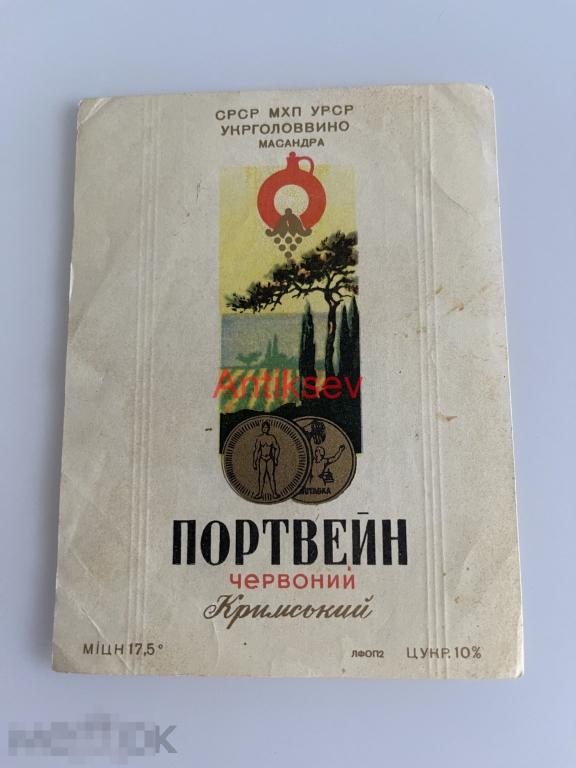 СРСР МХП УРСР
УКРГОЛОВВИНО
МАСАНДРА
Antiksev
ПОРТВЕЙН
ЧЕРВОНИЙ
Кримський
МІЦН 17,5°
ЛФОП2
ЦУКР. 10%